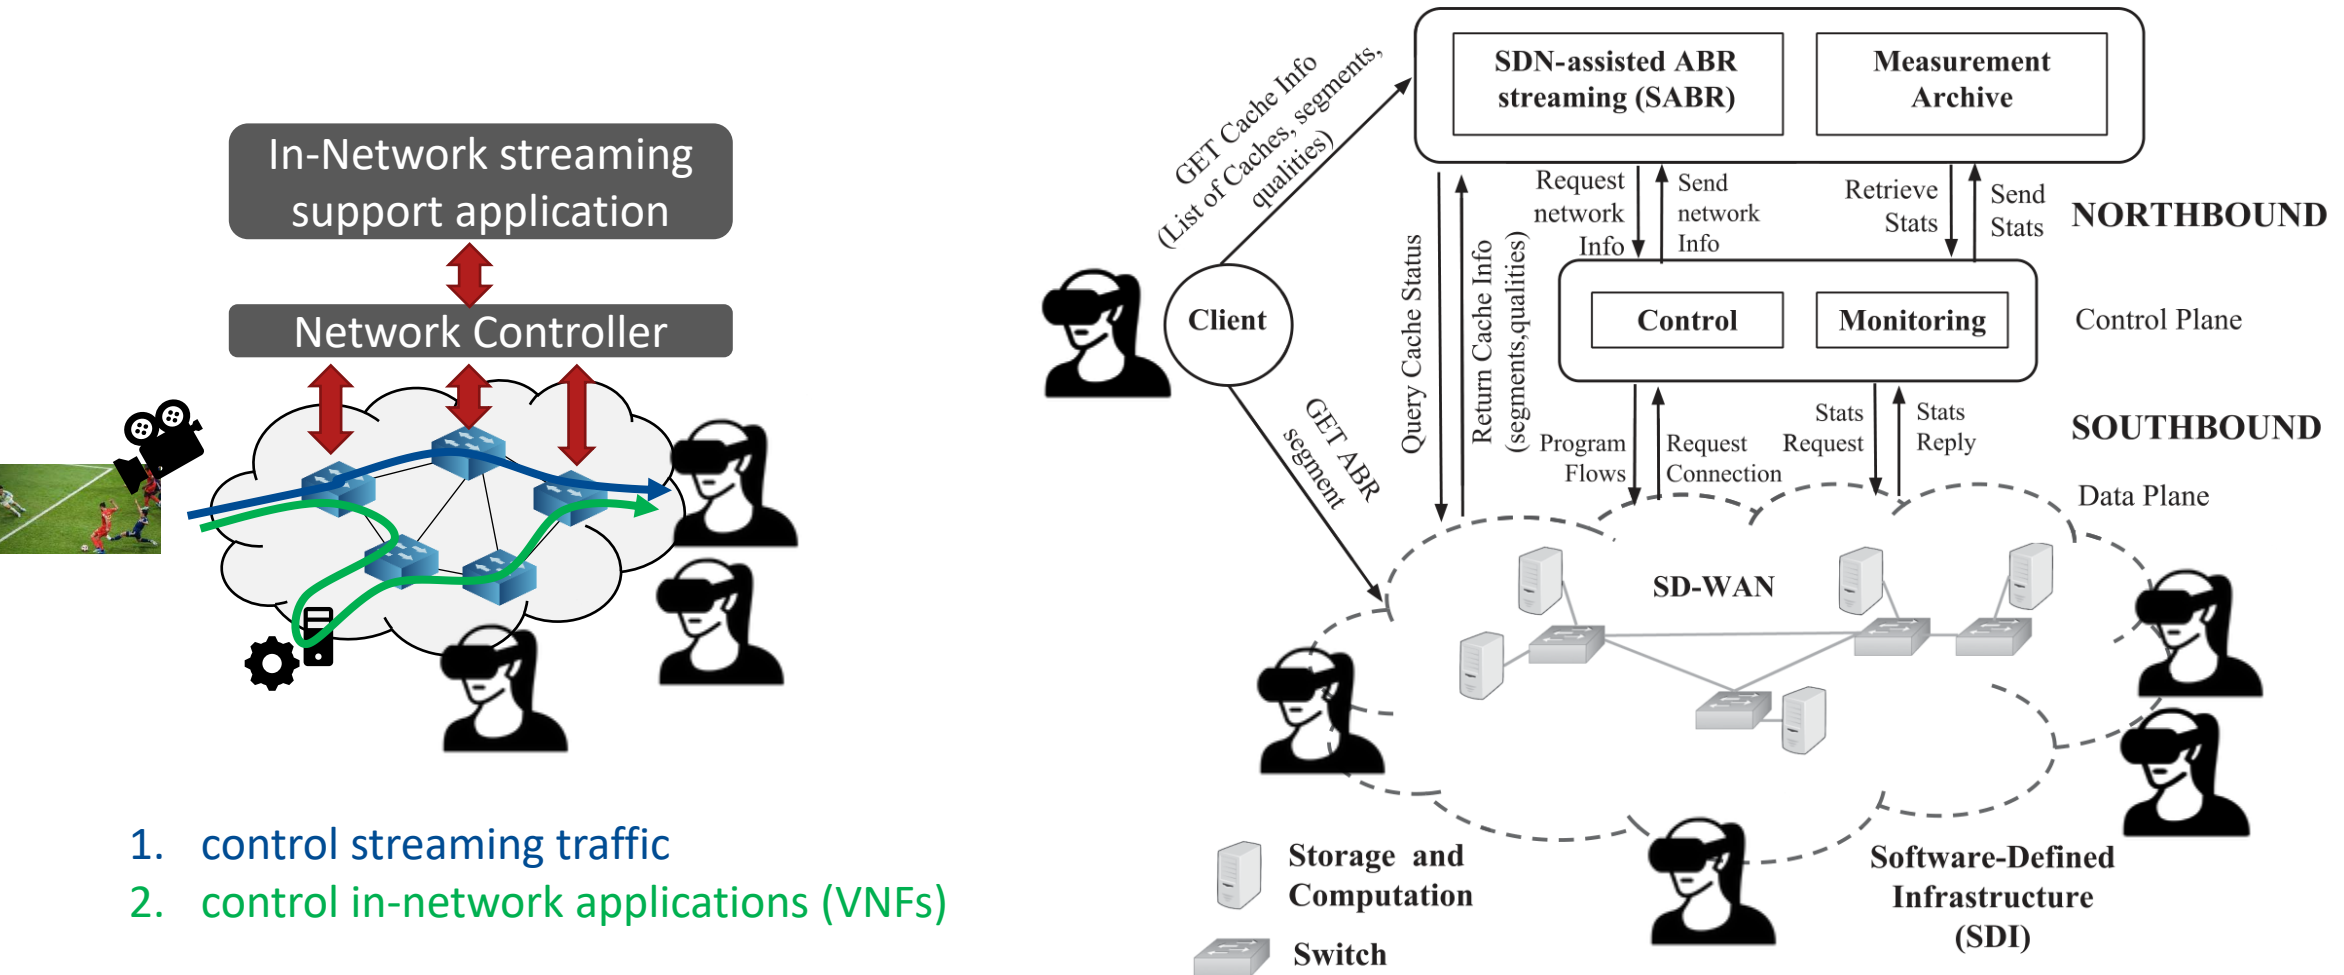 In-Network streaming
support application
Network Controller
1. control streaming traffic
2. control in-network applications (VNFs)
GET Cache Info
(List of Caches, segments,
qualities)
SDN-assisted ABR
streaming (SABR)
Measurement
Archive
Request
network
Info
Send
network
Info
Retrieve
Stats
Send
Stats
NORTHBOUND
Client
Query Cache Status
Return Cache Info
(segments,qualities)
Control
Monitoring
Control Plane
GET ABR
segment
Program
Flows
Request
Connection
Stats
Request
Stats
Reply
SOUTHBOUND
Data Plane
SD-WAN
Storage and
Computation
Switch
Software-Defined
Infrastructure
(SDI)